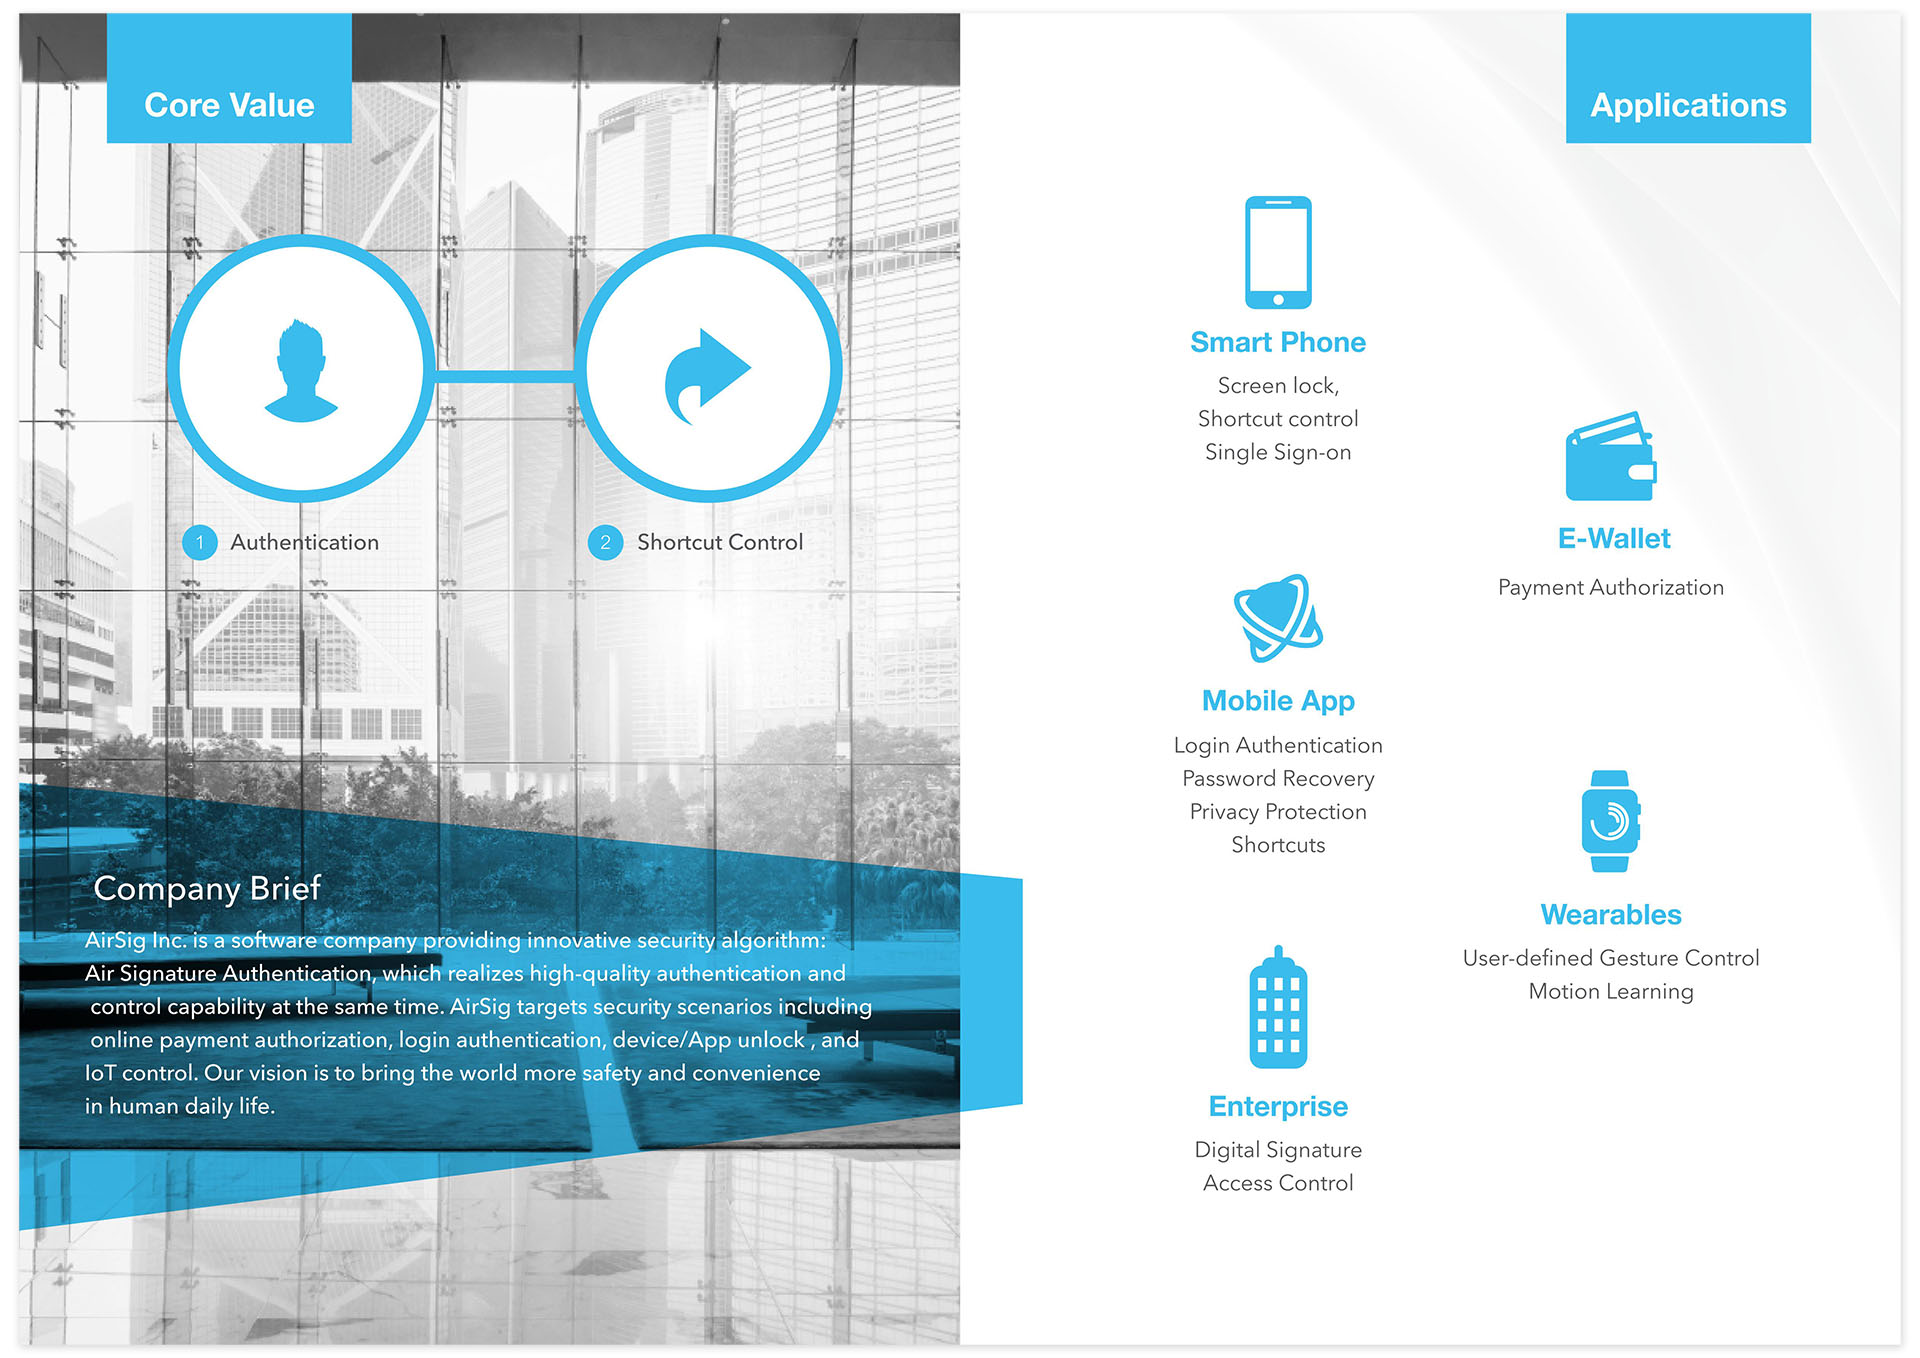 Core Value
1 Authentication
2 Shortcut Control
Company Brief
AirSig Inc. is a software company providing innovative security algorithm:
Air Signature Authentication, which realizes high-quality authentication and
control capability at the same time. AirSig targets security scenarios including
online payment authorization, login authentication, device/App unlock , and
IoT control. Our vision is to bring the world more safety and convenience
in human daily life.
Applications
Smart Phone
Screen lock,
Shortcut control
Single Sign-on
E-Wallet
Payment Authorization
Mobile App
Login Authentication
Password Recovery
Privacy Protection
Shortcuts
Wearables
User-defined Gesture Control
Motion Learning
Enterprise
Digital Signature
Access Control